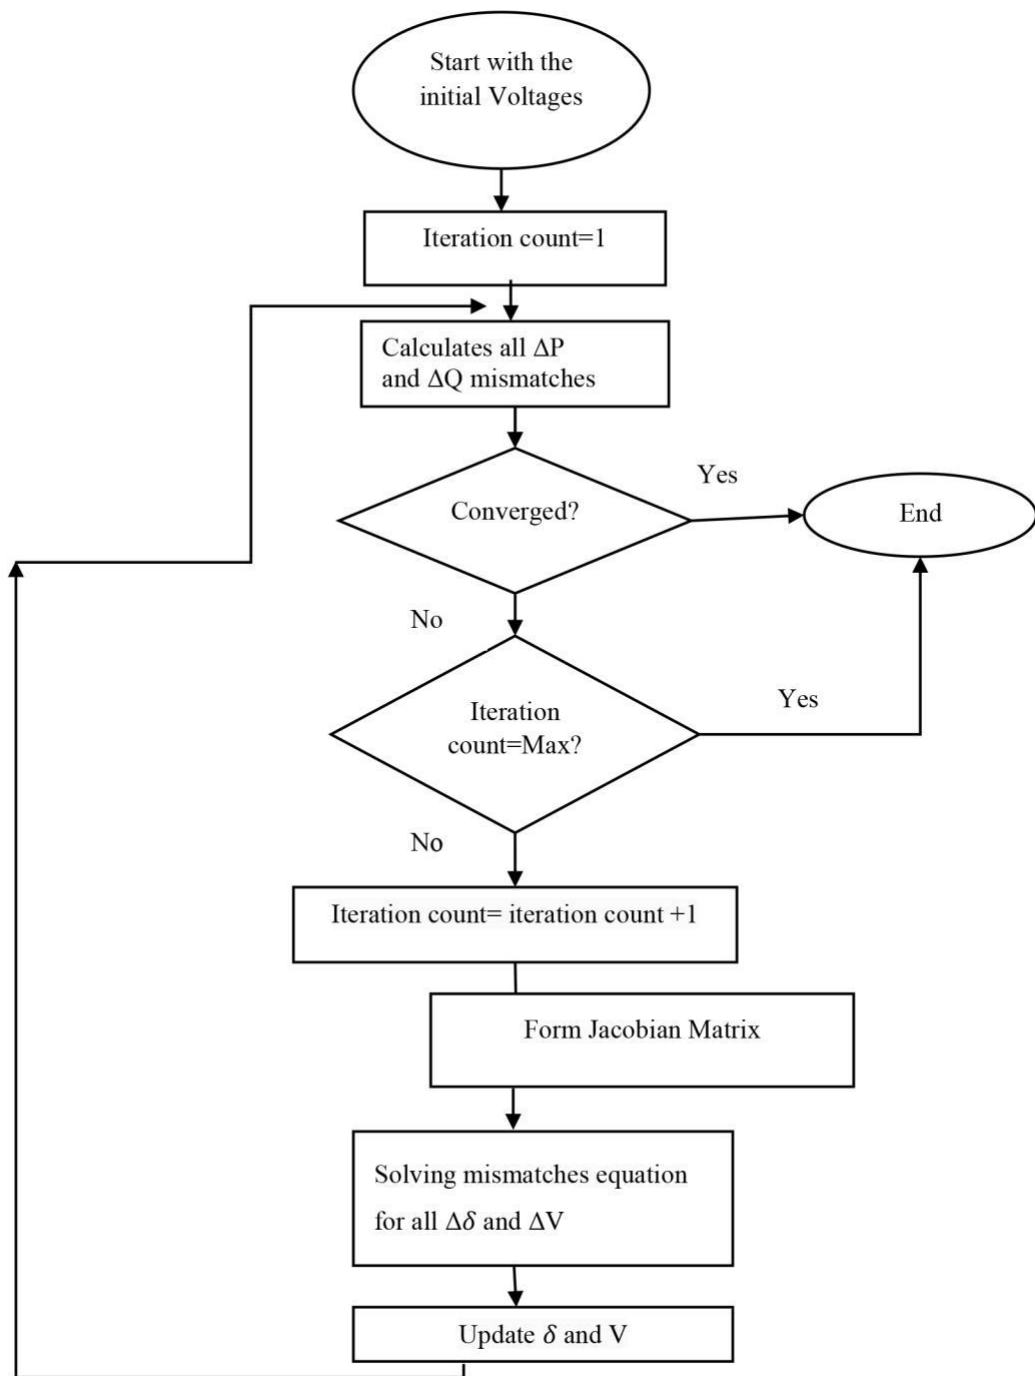 Start with the
initial Voltages
Iteration count=1
Calculates all ΔP
and ΔQ mismatches
Converged?
Yes
End
No
Iteration
count=Max?
Yes
No
Iteration count= iteration count +1
Form Jacobian Matrix
Solving mismatches equation
for all Δ𝛿 and ΔV
Update 𝛿 and V